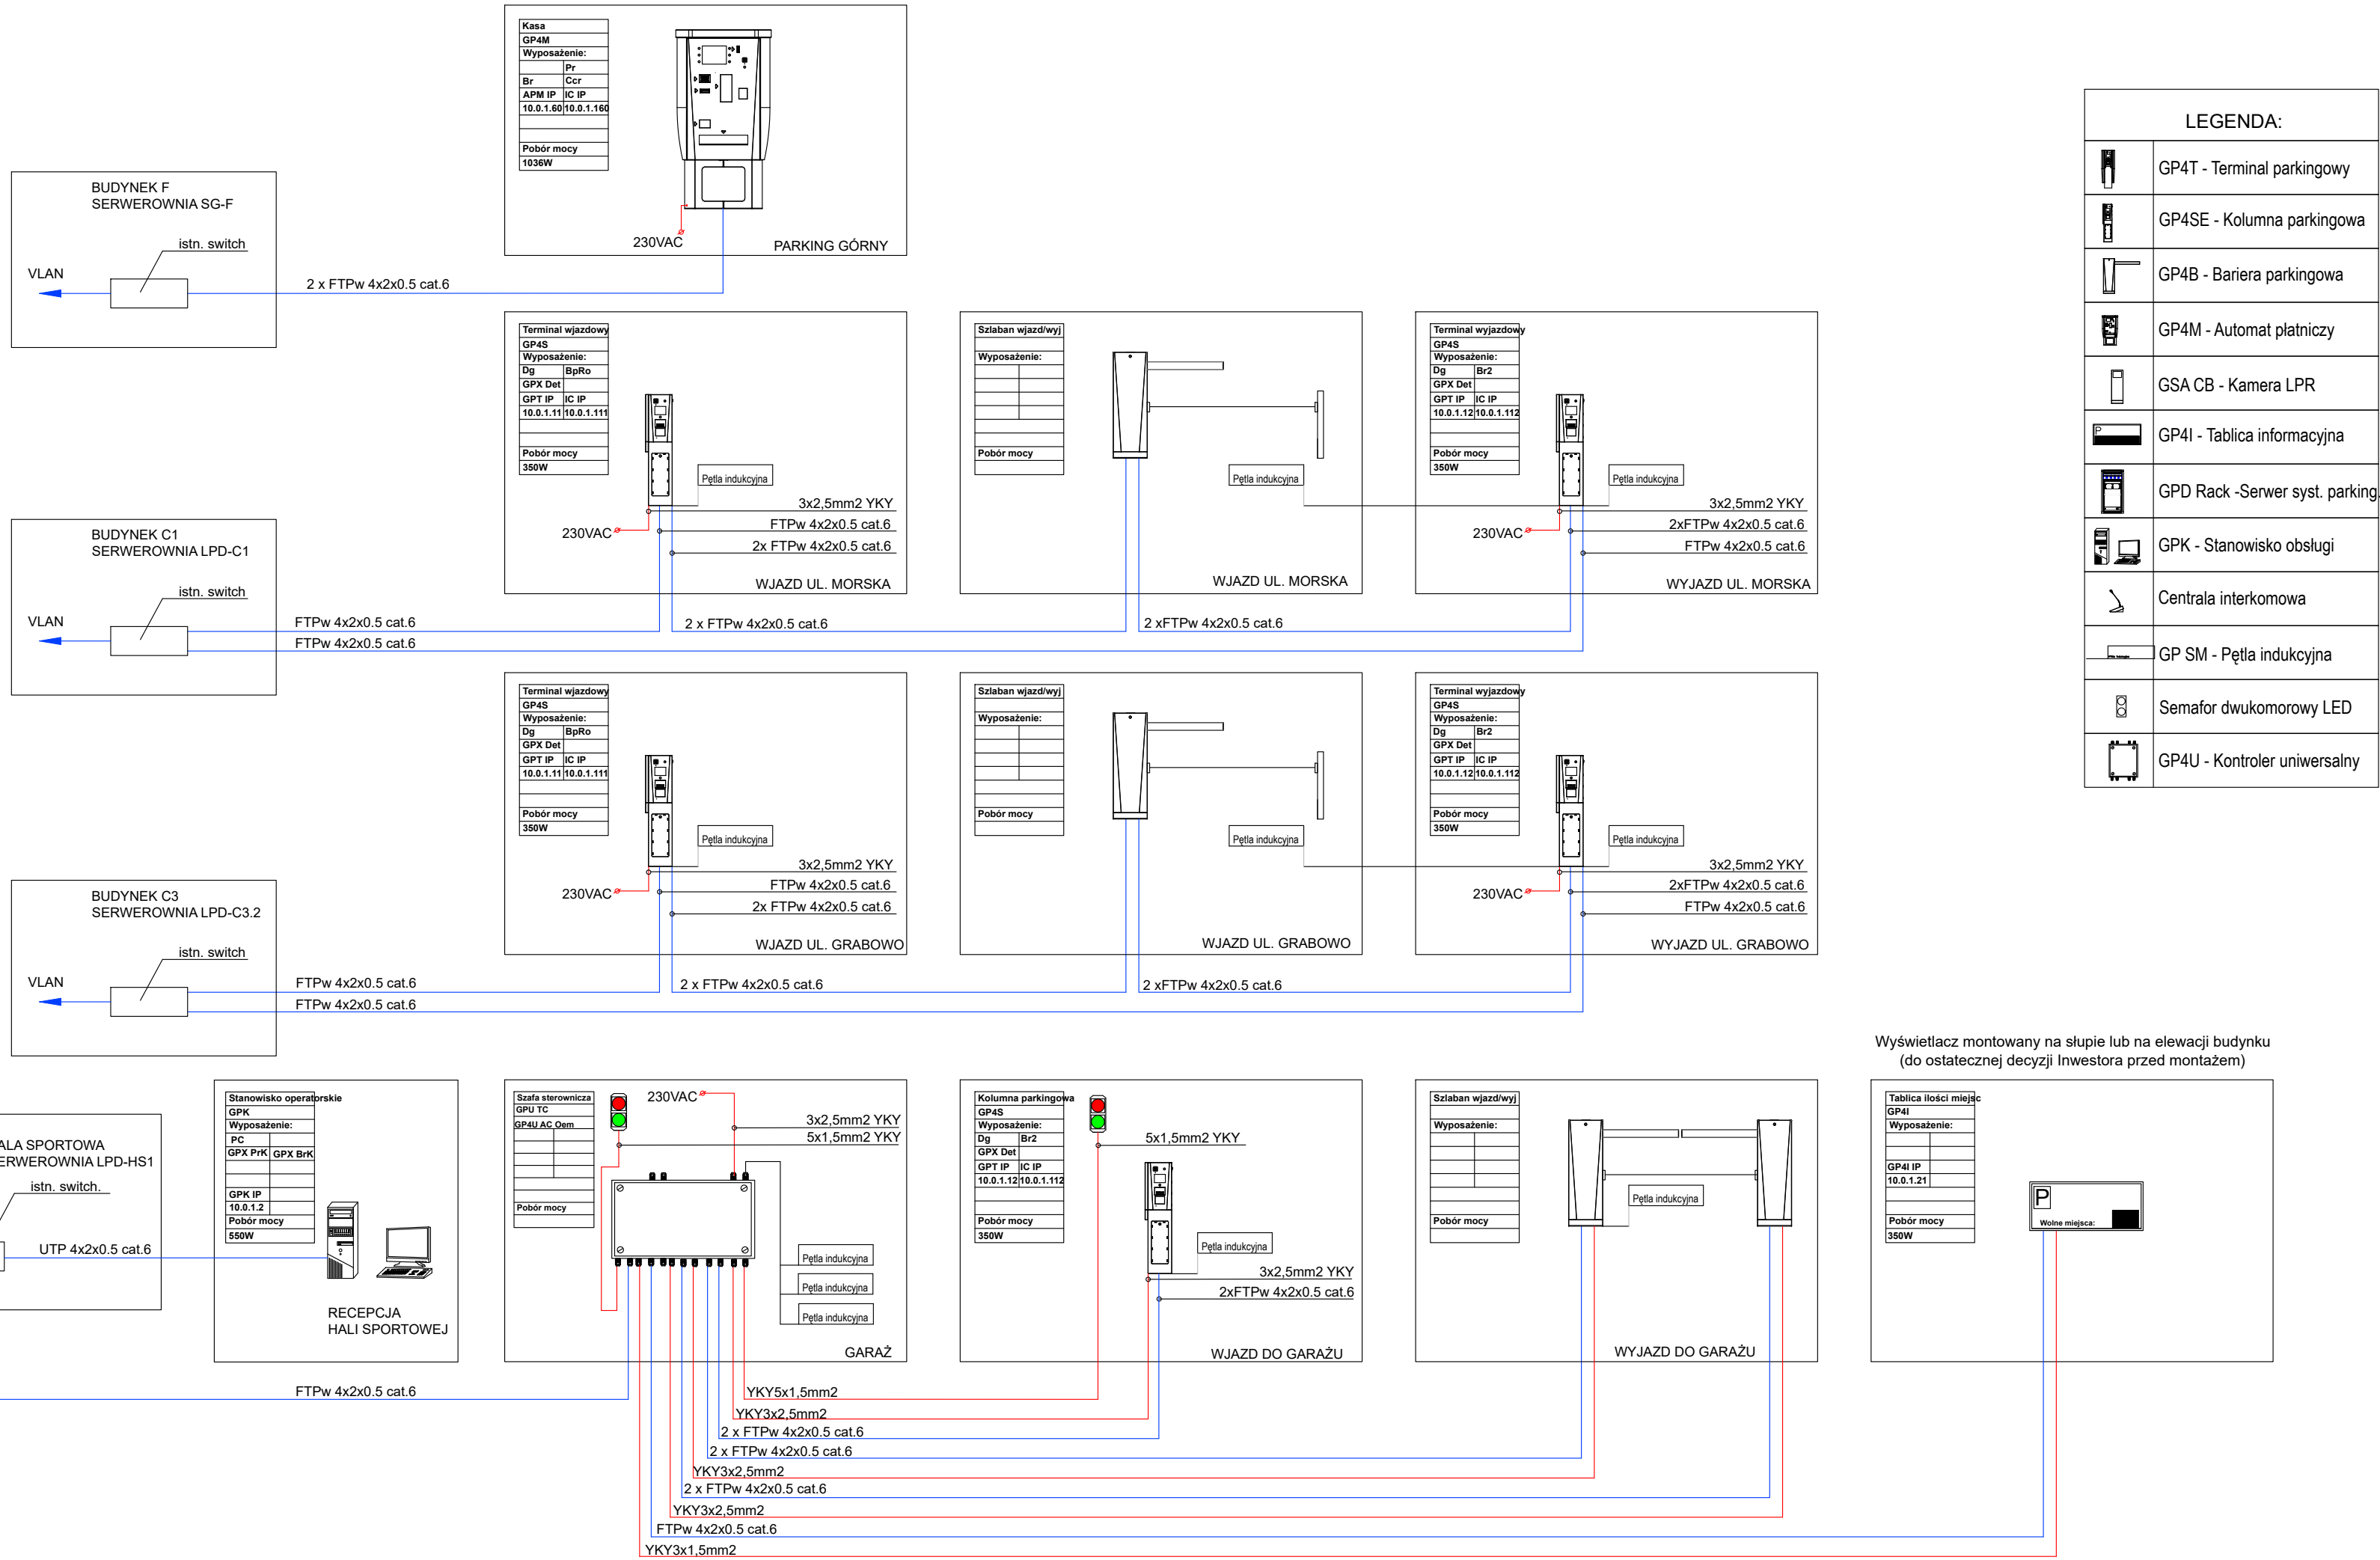 Kasa
GP4M
Wyposażenie:
Pr
Br Ccr
APM IP IC IP
10.0.1.60 10.0.1.160
Pobór mocy
1036W
230VAC
PARKING GÓRNY
BUDYNEK F
SERWEROWNIA SG-F
istn. switch
VLAN
2 x FTPw 4x2x0.5 cat.6
LEGENDA:
GP4T - Terminal parkingowy
GP4SE - Kolumna parkingowa
GP4B - Bariera parkingowa
GP4M - Automat płatniczy
GSA CB - Kamera LPR
P
GP4I - Tablica informacyjna
GPD Rack -Serwer syst. parking.
GPK - Stanowisko obsługi
Centrala interkomowa
GP SM - Pętla indukcyjna
Semafor dwukomorowy LED
GP4U - Kontroler uniwersalny
Terminal wjazdowy
GP4S
Wyposażenie:
Dg BpRo
GPX Det
GPT IP IC IP
10.0.1.11 10.0.1.111
Pobór mocy
350W
Pętla indukcyjna
3x2,5mm2 YKY
FTPw 4x2x0.5 cat.6
230VAC
2x FTPw 4x2x0.5 cat.6
WJAZD UL. MORSKA
Szlaban wjazd/wyj
Wyposażenie:
Pobór mocy
Pętla indukcyjna
WJAZD UL. MORSKA
Terminal wyjazdowy
GP4S
Wyposażenie:
Dg Br2
GPX Det
GPT IP IC IP
10.0.1.12 10.0.1.112
Pobór mocy
350W
Pętla indukcyjna
3x2,5mm2 YKY
2xFTPw 4x2x0.5 cat.6
230VAC
FTPw 4x2x0.5 cat.6
WYJAZD UL. MORSKA
BUDYNEK C1
SERWEROWNIA LPD-C1
istn. switch
VLAN
FTPw 4x2x0.5 cat.6
FTPw 4x2x0.5 cat.6
2 x FTPw 4x2x0.5 cat.6
2 xFTPw 4x2x0.5 cat.6
Terminal wjazdowy
GP4S
Wyposażenie:
Dg BpRo
GPX Det
GPT IP IC IP
10.0.1.11 10.0.1.111
Pobór mocy
350W
Pętla indukcyjna
3x2,5mm2 YKY
FTPw 4x2x0.5 cat.6
230VAC
2x FTPw 4x2x0.5 cat.6
WJAZD UL. GRABOWO
Szlaban wjazd/wyj
Wyposażenie:
Pobór mocy
Pętla indukcyjna
WJAZD UL. GRABOWO
Terminal wyjazdowy
GP4S
Wyposażenie:
Dg Br2
GPX Det
GPT IP IC IP
10.0.1.12 10.0.1.112
Pobór mocy
350W
Pętla indukcyjna
3x2,5mm2 YKY
2xFTPw 4x2x0.5 cat.6
230VAC
FTPw 4x2x0.5 cat.6
WYJAZD UL. GRABOWO
BUDYNEK C3
SERWEROWNIA LPD-C3.2
istn. switch
VLAN
FTPw 4x2x0.5 cat.6
FTPw 4x2x0.5 cat.6
2 x FTPw 4x2x0.5 cat.6
2 xFTPw 4x2x0.5 cat.6
Wyświetlacz montowany na słupie lub na elewacji budynku
(do ostatecznej decyzji Inwestora przed montażem)
ALA SPORTOWA
ERWEROWNIA LPD-HS1
istn. switch.
UTP 4x2x0.5 cat.6
Stanowisko operatorskie
GPK
Wyposażenie:
PC
GPX PrK GPX BrK
GPK IP
10.0.1.2
Pobór mocy
550W
RECEPCJA
HALI SPORTOWEJ
Szafa sterownicza
GPU TC
GP4U AC Oem
Pobór mocy
230VAC
3x2,5mm2 YKY
5x1,5mm2 YKY
Pętla indukcyjna
Pętla indukcyjna
Pętla indukcyjna
GARAŻ
Kolumna parkingowa
GP4S
Wyposażenie:
Dg Br2
GPX Det
GPT IP IC IP
10.0.1.12 10.0.1.112
Pobór mocy
350W
5x1,5mm2 YKY
Pętla indukcyjna
3x2,5mm2 YKY
2xFTPw 4x2x0.5 cat.6
WJAZD DO GARAŻU
Szlaban wjazd/wyj
Wyposażenie:
Pobór mocy
Pętla indukcyjna
WYJAZD DO GARAŻU
Tablica ilości miejsc
GP4I
Wyposażenie:
GP4I IP
10.0.1.21
Pobór mocy
350W
P
Wolne miejsca:
FTPw 4x2x0.5 cat.6
YKY5x1,5mm2
YKY3x2,5mm2
2 x FTPw 4x2x0.5 cat.6
2 x FTPw 4x2x0.5 cat.6
YKY3x2,5mm2
2 x FTPw 4x2x0.5 cat.6
YKY3x2,5mm2
FTPw 4x2x0.5 cat.6
YKY3x1,5mm2